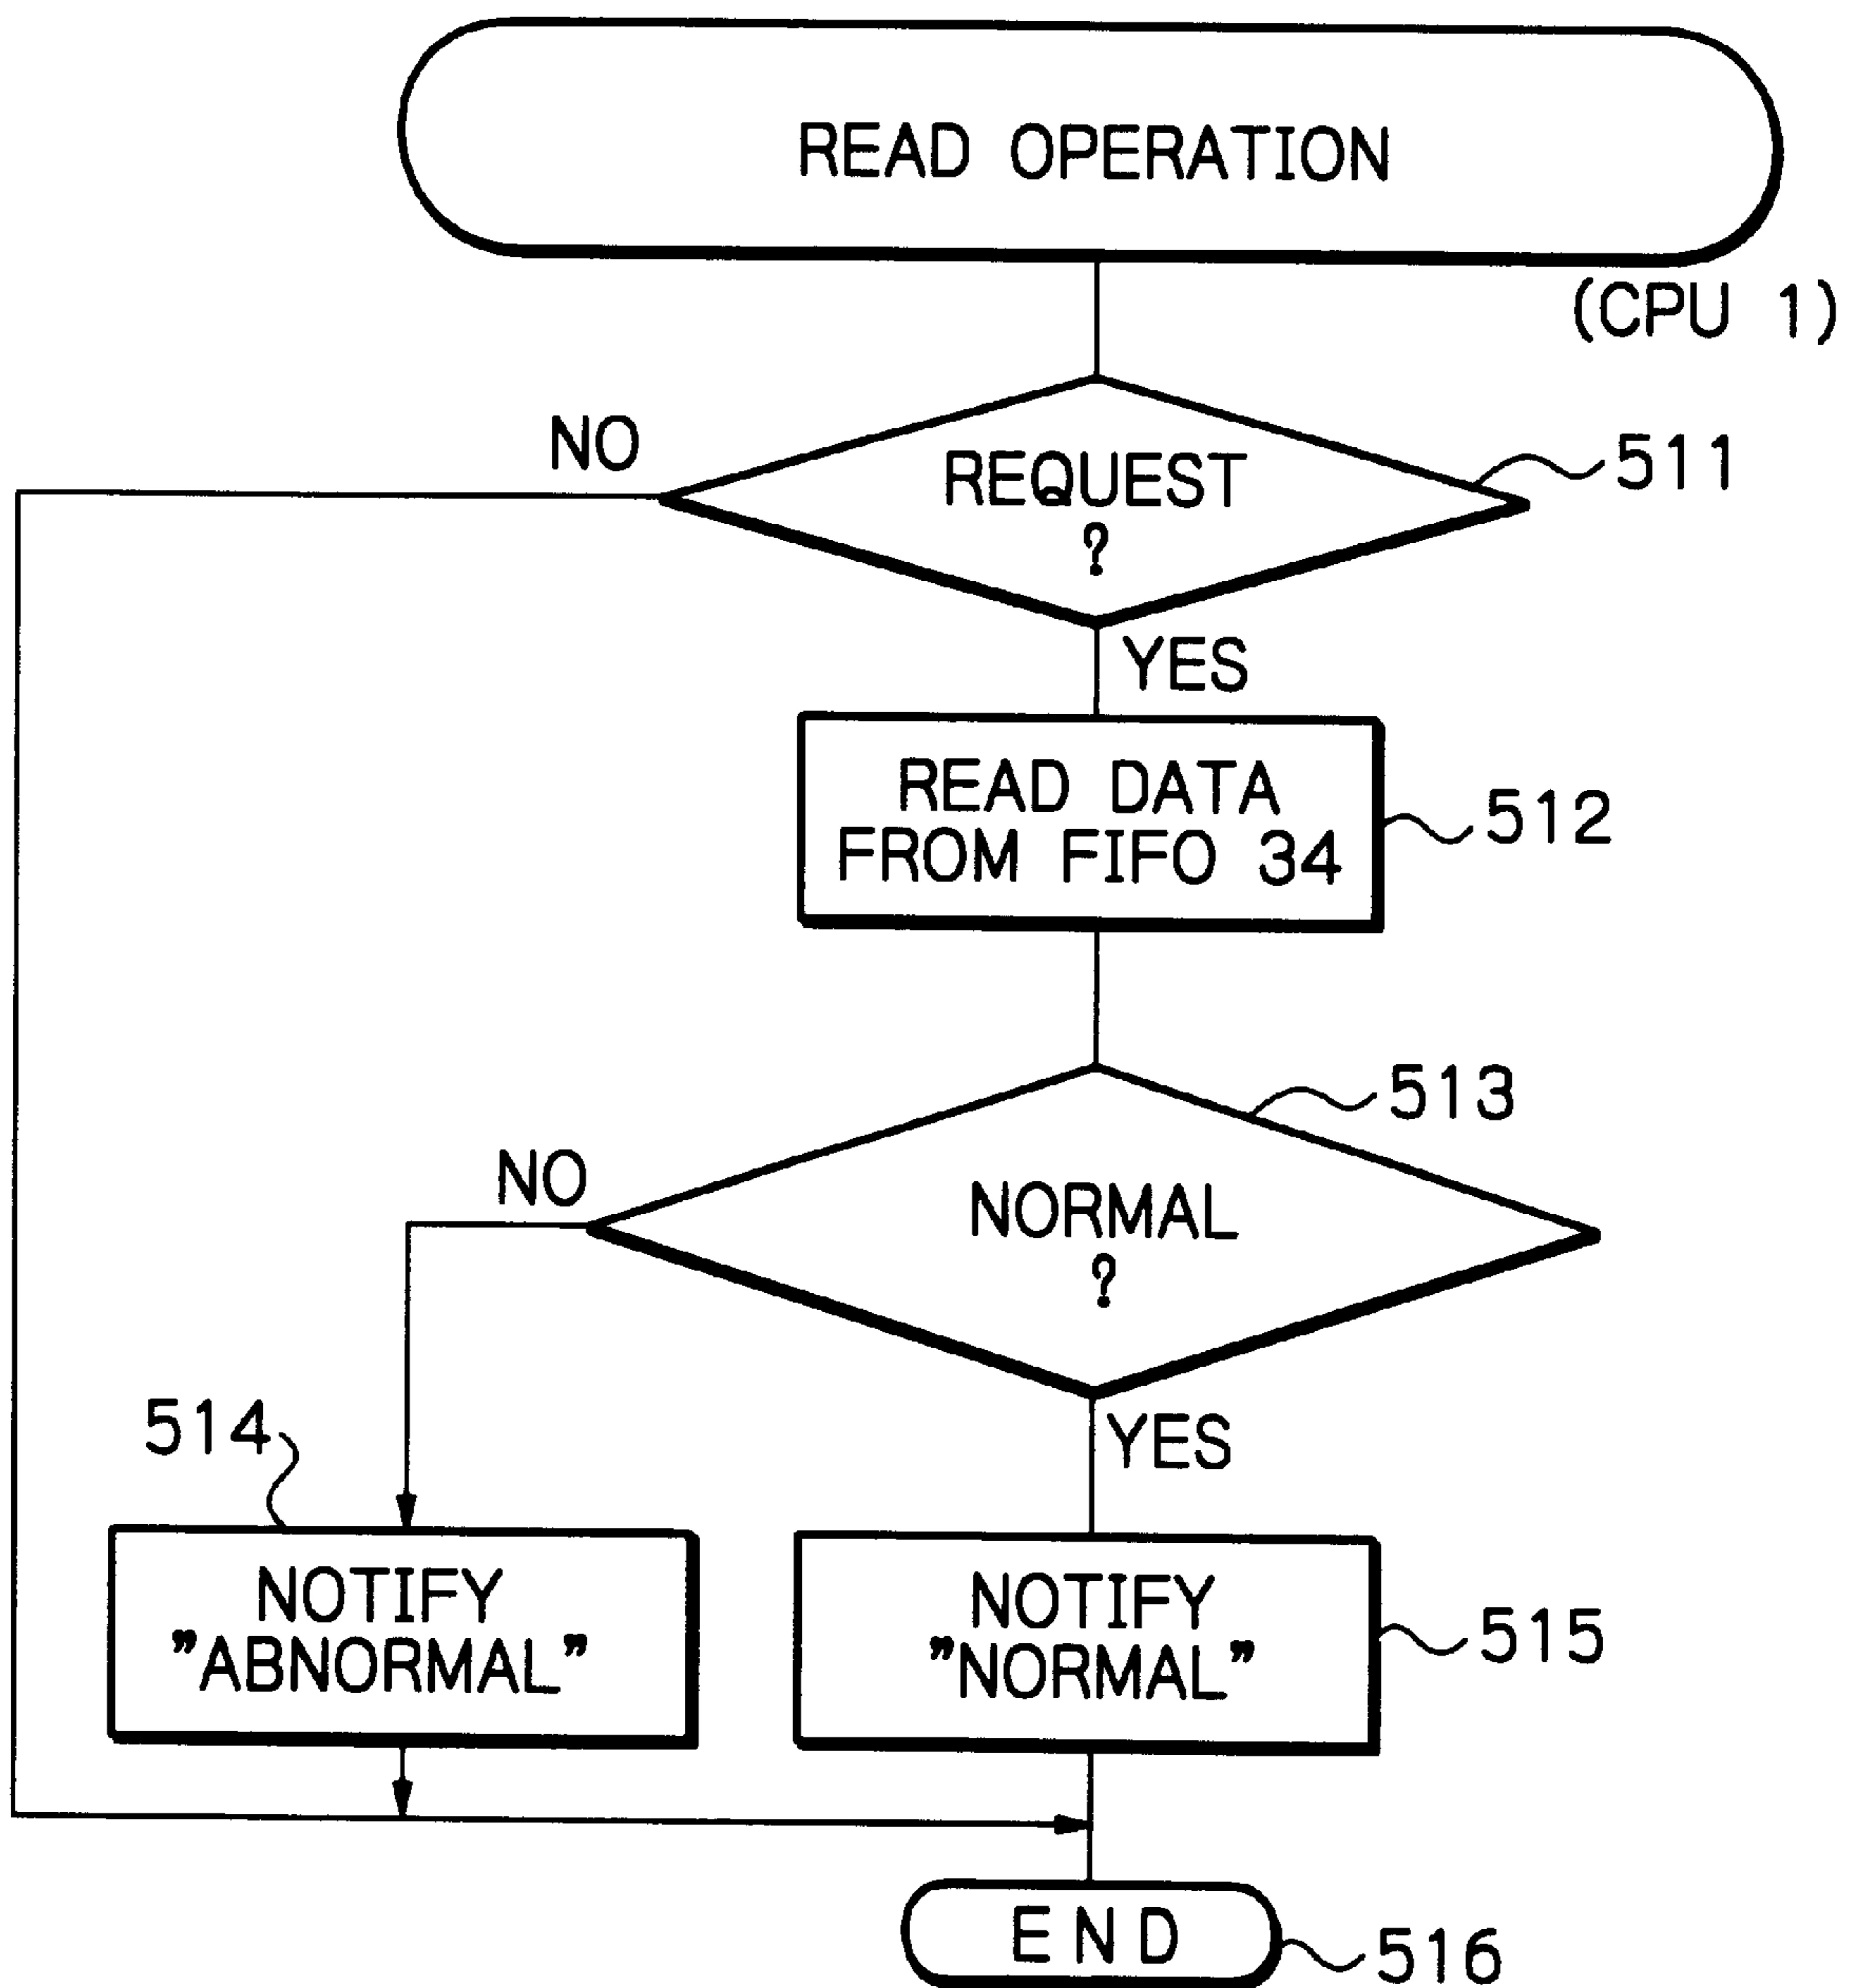 READ OPERATION
(CPU 1)
NO
REQUEST
?
511
YES
READ DATA
FROM FIFO 34
512
513
NO
NORMAL
?
514
YES
NOTIFY
"ABNORMAL"
NOTIFY
"NORMAL"
515
END
516